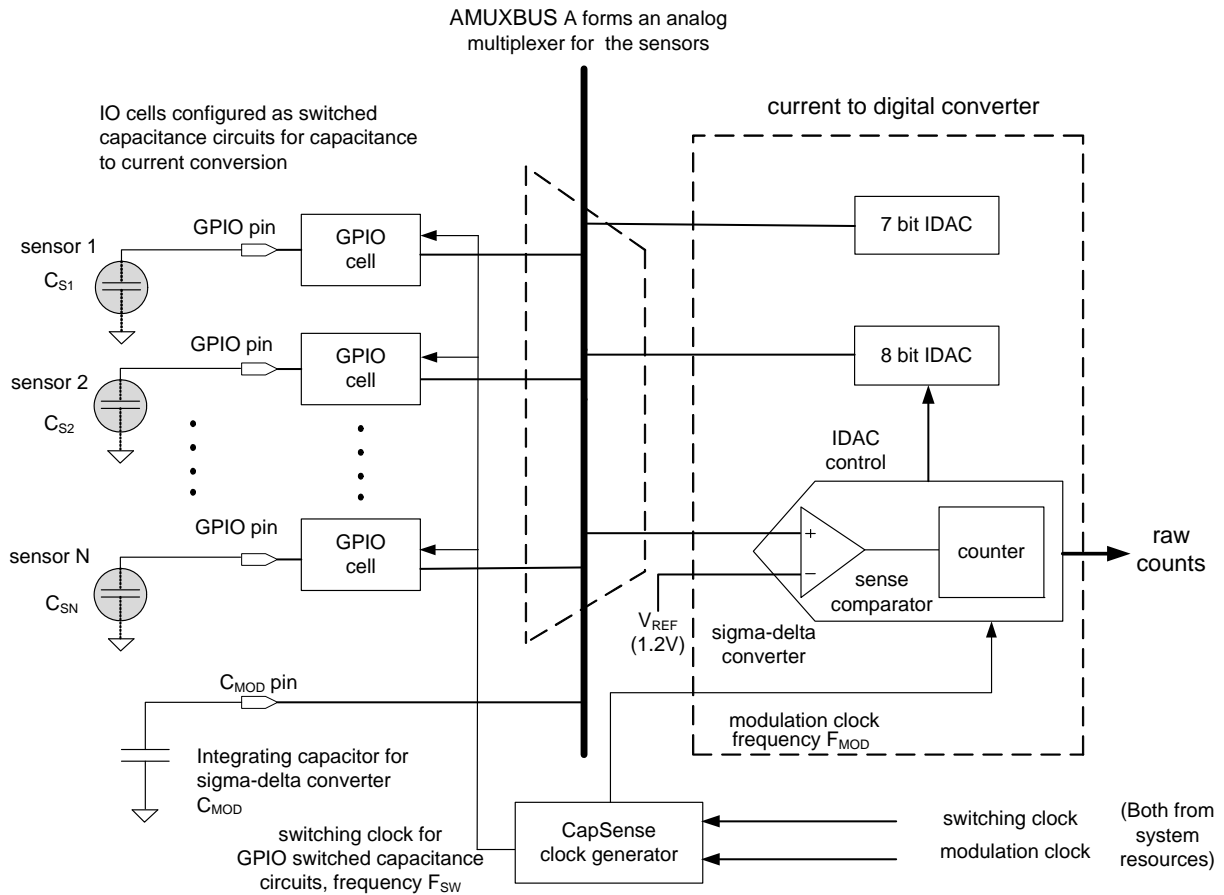 AMUXBUS A forms an analog
multiplexer for the sensors
IO cells configured as switched
capacitance circuits for capacitance
to current conversion
current to digital converter
GPIO pin
sensor 1
CS1
GPIO
cell
7 bit IDAC
GPIO pin
sensor 2
CS2
GPIO
cell
8 bit IDAC
IDAC
control
GPIO pin
sensor N
CSN
GPIO
cell
+
−
counter
sense
comparator
raw
counts
VREF
(1.2V)
sigma-delta
converter
CMOD pin
modulation clock
frequency FMOD
Integrating capacitor for
sigma-delta converter
CMOD
switching clock for
GPIO switched capacitance
circuits, frequency FSW
CapSense
clock generator
switching clock
modulation clock
(Both from
system
resources)